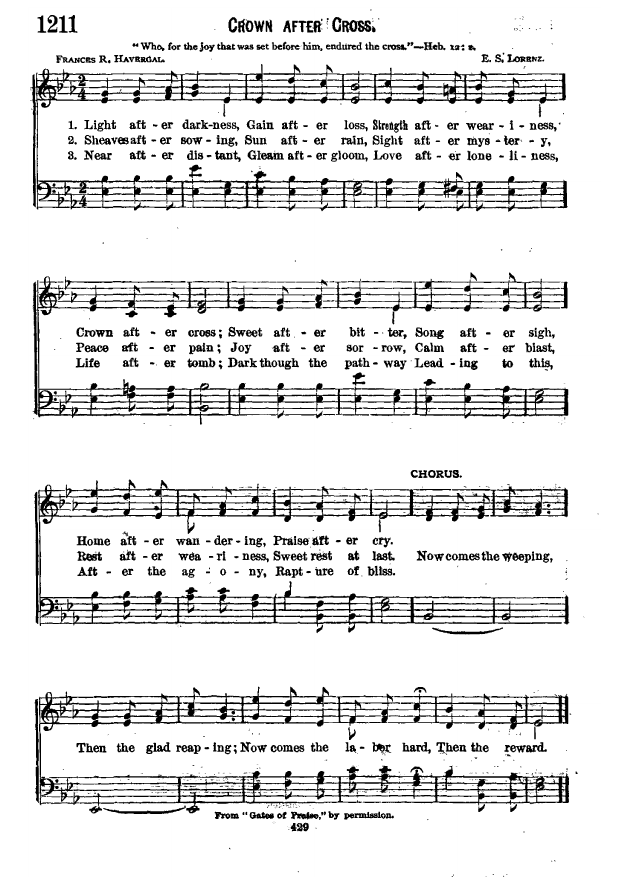 1211
CROWN AFTER CROSS.
"Who, for the joy that was set before him, endured the cross."—Heb. 12: 2.
FRANCES R. HAVERGAL.
E. S. LORENZ.
1. Light aft-er dark-ness, Gain aft-er loss, Strength aft-er wear-i-ness,
2. Sheaves aft-er sow-ing, Sun aft-er rain, Sight aft-er mys-ter-y,
3. Near aft-er dis-tant, Gleam aft-er gloom, Love aft-er lone-li-ness,
Crown aft-er cross; Sweet aft-er bit-ter, Song aft-er sigh,
Peace aft-er pain; Joy aft-er sor-row, Calm aft-er blast,
Life aft-er tomb; Dark though the path-way Lead-ing to this,
CHORUS.
Home aft-er wan-der-ing, Praise aft-er cry.
Rest aft-er wea-ri-ness, Sweet rest at last. Now comes the weeping,
Aft-er the ag-o-ny, Rapt-ure of bliss.
Then the glad reap-ing; Now comes the la-bor hard, Then the reward.
From "Gates of Praise," by permission.
429